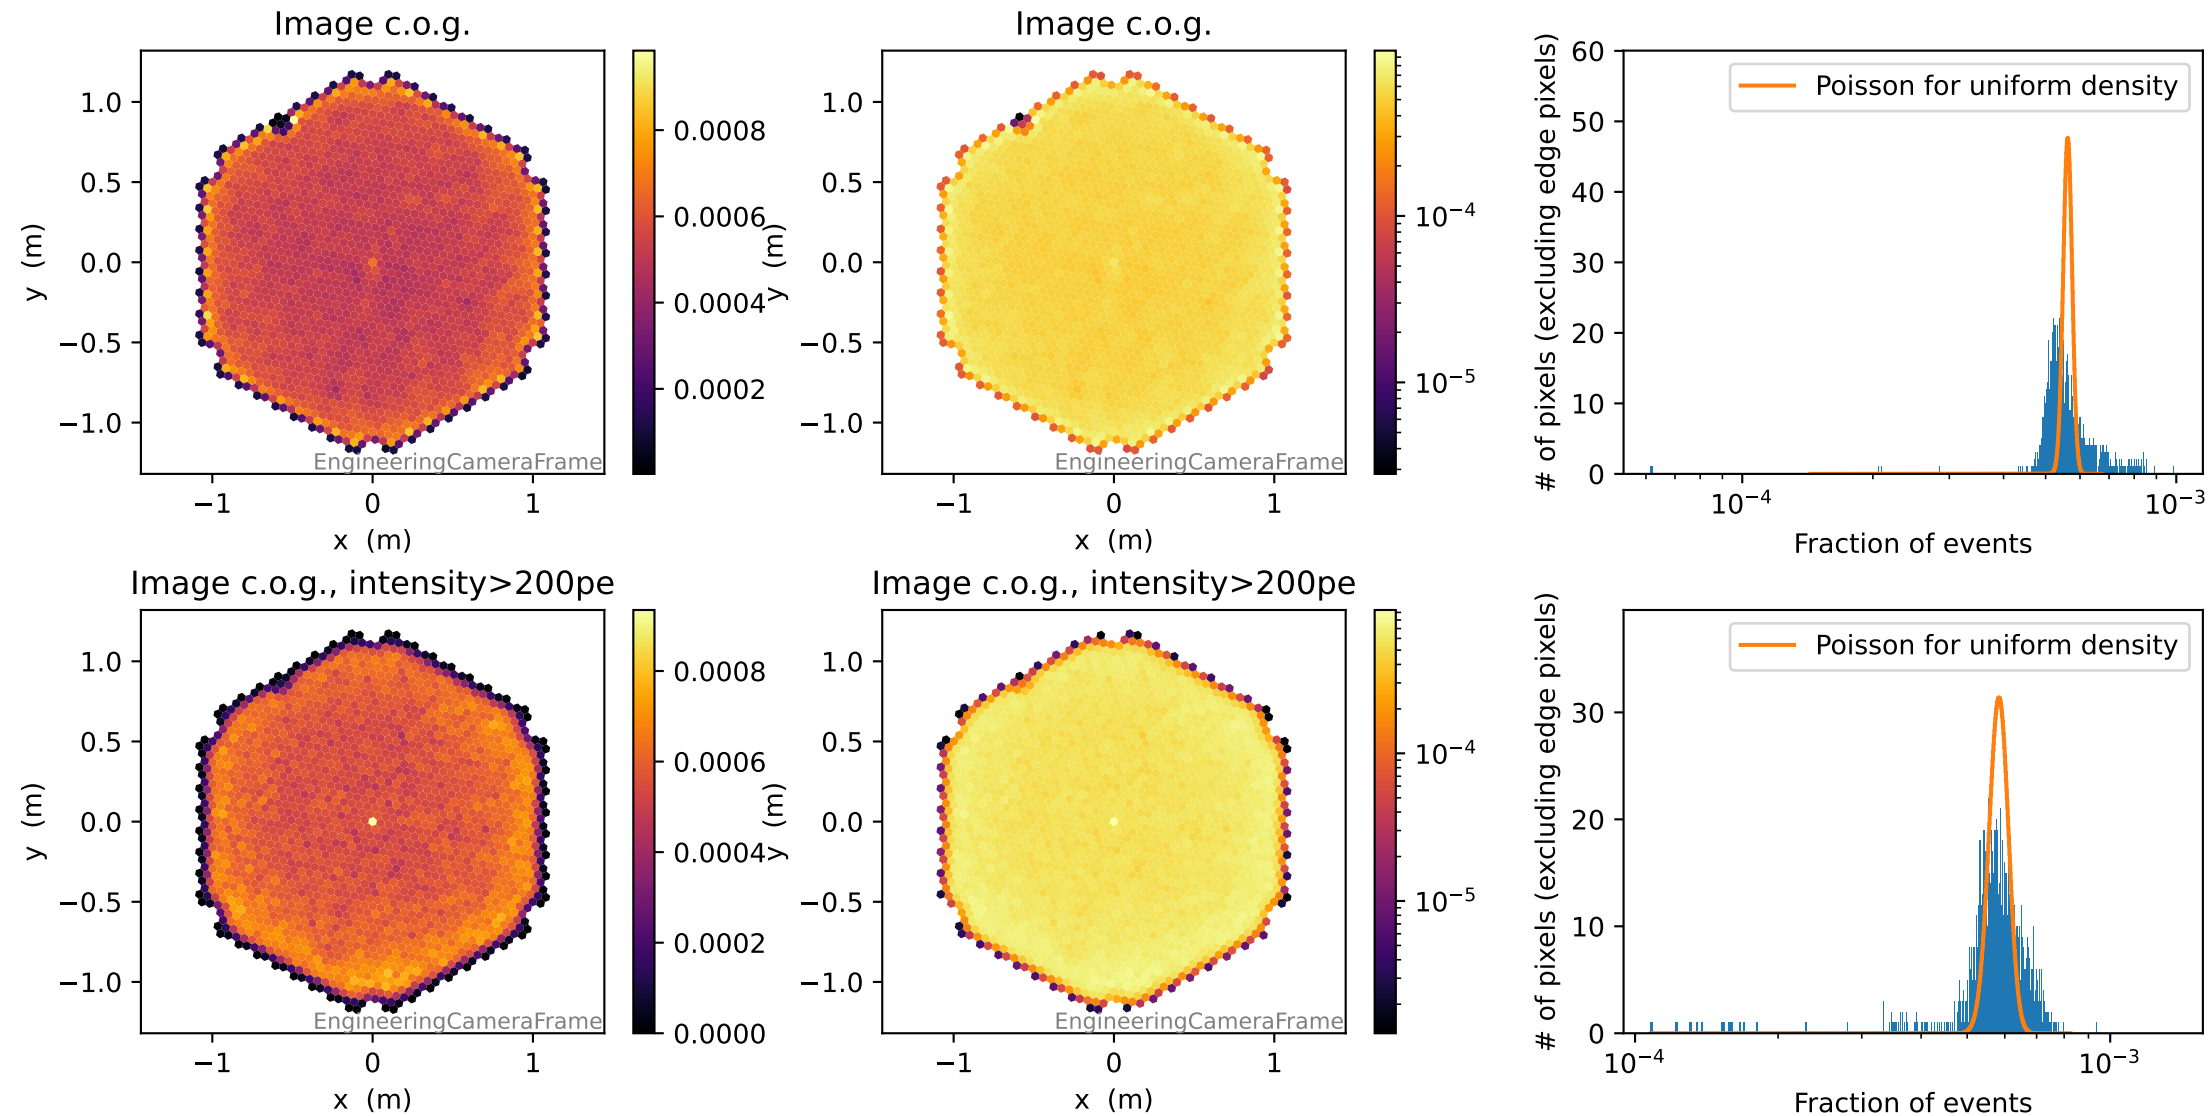 Image c.o.g.
1.0
0.5
0.0
−0.5
−1.0
y (m)
−1
0
1
x (m)
EngineeringCameraFrame
0.0008
0.0006
0.0004
0.0002
Image c.o.g.
1.0
0.5
0.0
−0.5
−1.0
y (m)
−1
0
1
x (m)
EngineeringCameraFrame
10⁻⁴
10⁻⁵
# of pixels (excluding edge pixels)
60
50
40
30
20
10
0
Poisson for uniform density
10⁻⁴
10⁻³
Fraction of events
Image c.o.g., intensity>200pe
1.0
0.5
0.0
−0.5
−1.0
y (m)
−1
0
1
x (m)
EngineeringCameraFrame
0.0008
0.0006
0.0004
0.0002
0.0000
Image c.o.g., intensity>200pe
1.0
0.5
0.0
−0.5
−1.0
y (m)
−1
0
1
x (m)
EngineeringCameraFrame
10⁻⁴
10⁻⁵
# of pixels (excluding edge pixels)
30
20
10
0
Poisson for uniform density
10⁻⁴
10⁻³
Fraction of events